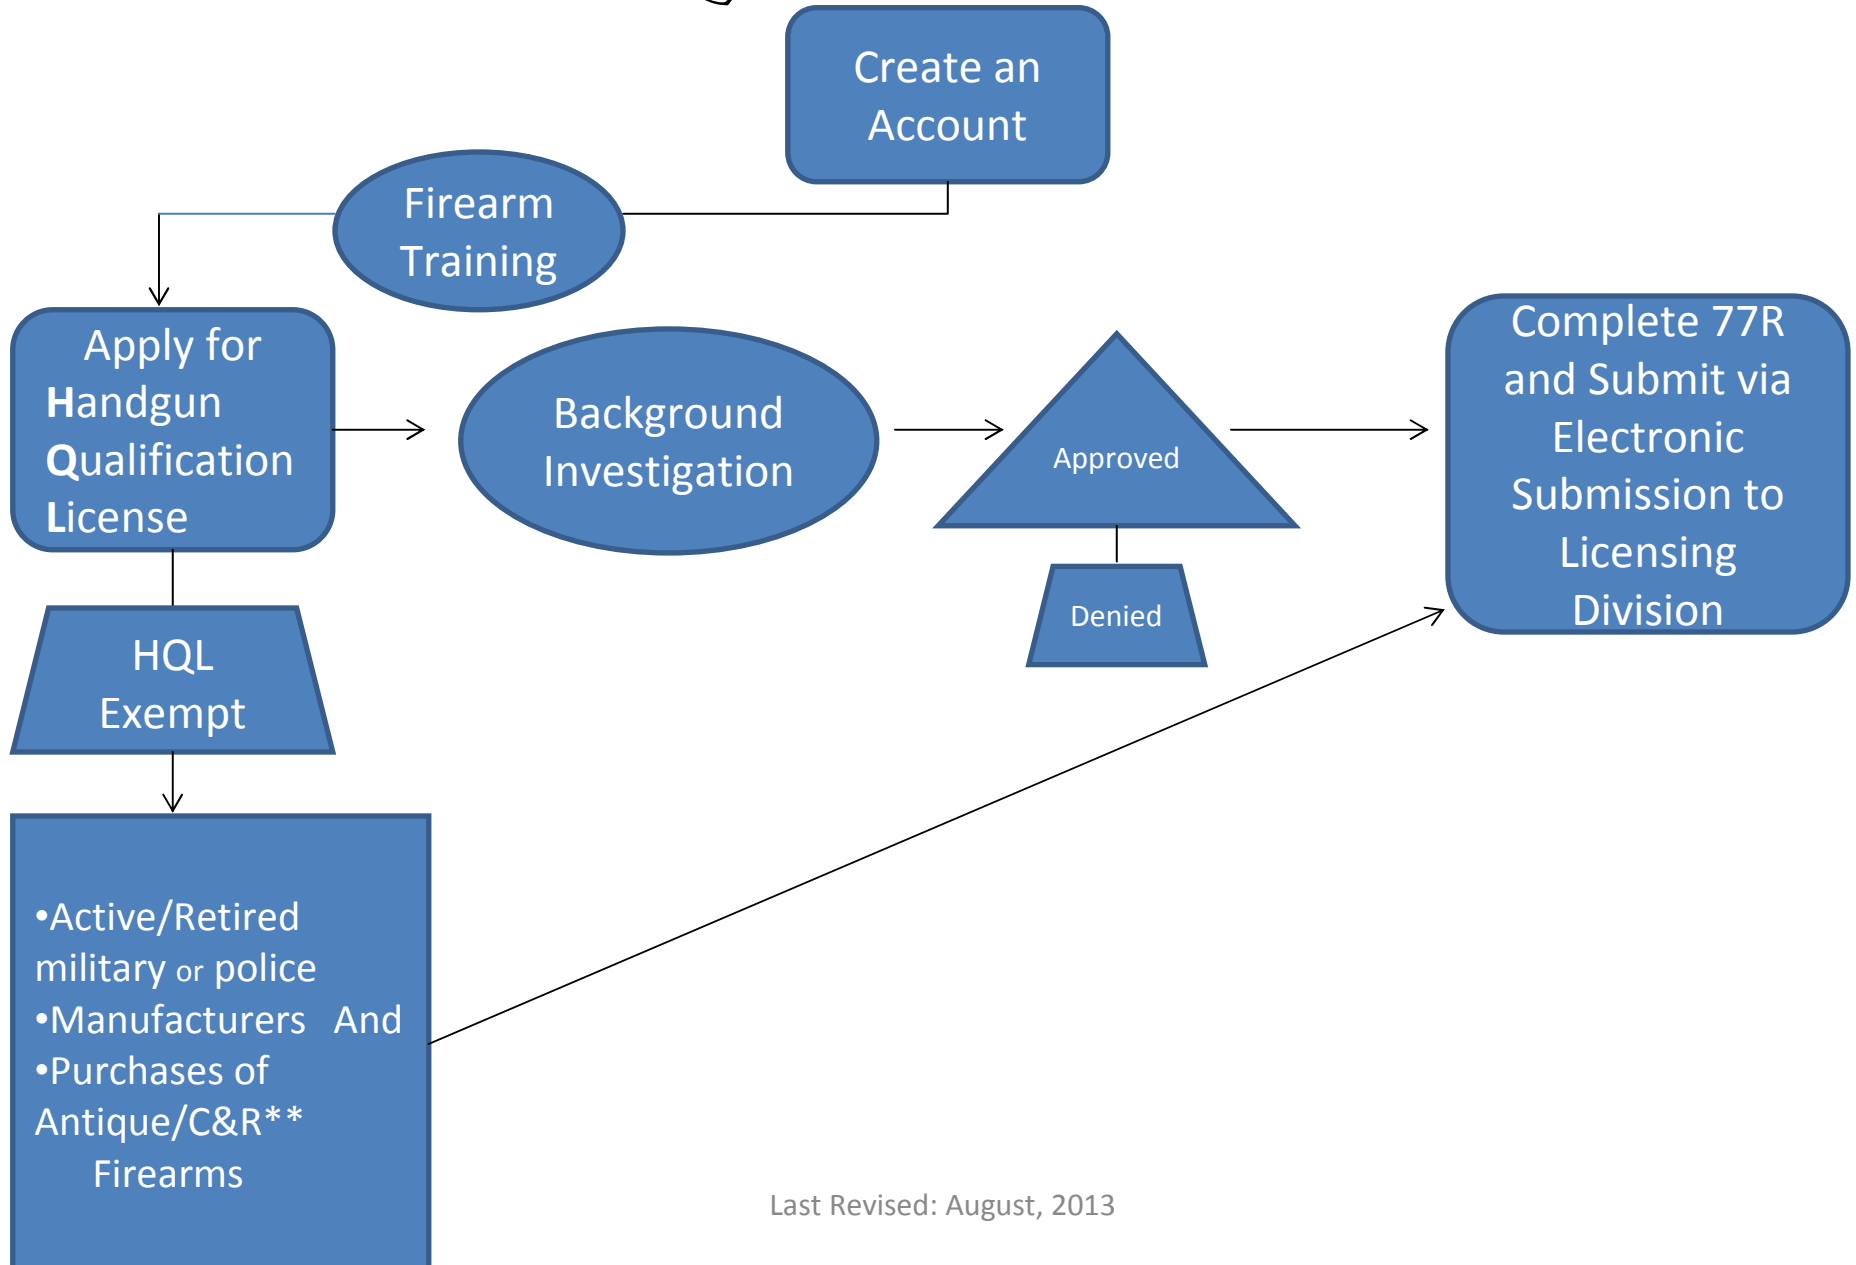 Create an
Account
Firearm
Training
Apply for
Handgun
Qualification
License
Background
Investigation
Approved
Denied
Complete 77R
and Submit via
Electronic
Submission to
Licensing
Division
HQL
Exempt
•Active/Retired
military or police
•Manufacturers And
•Purchases of
Antique/C&R**
Firearms
Last Revised: August, 2013